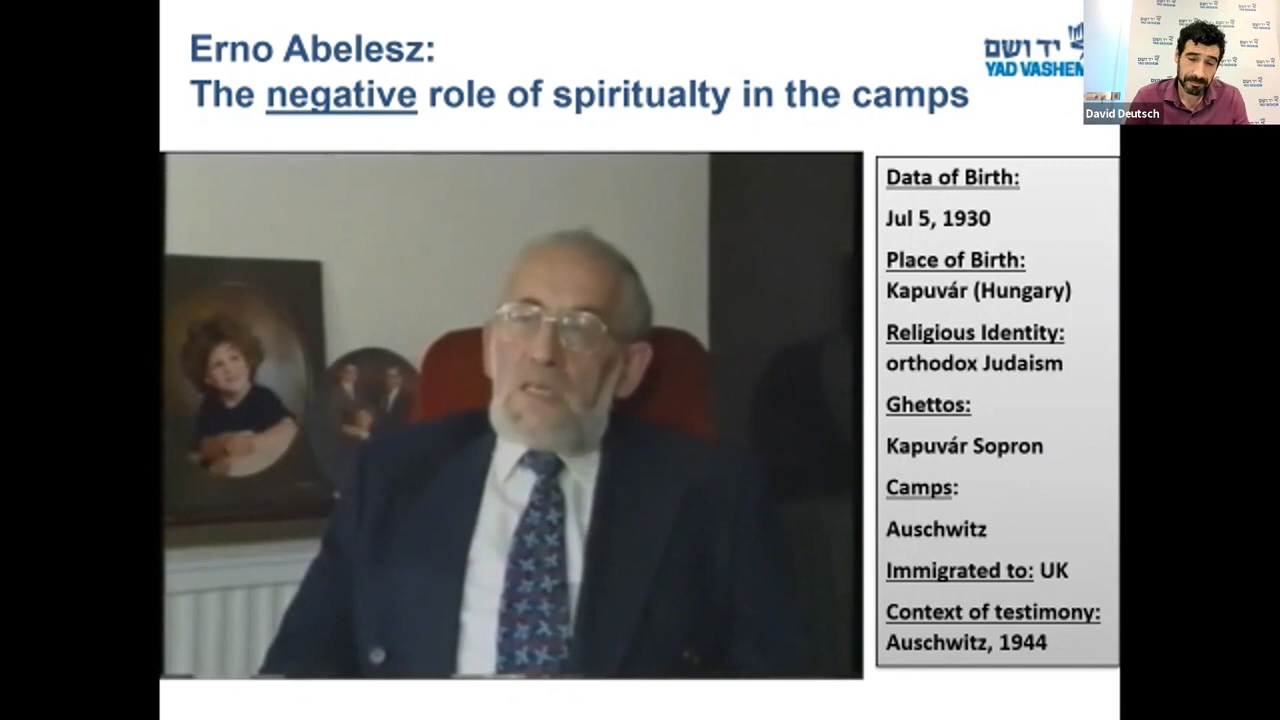 Erno Abelesz:
The negative role of spiritualty in the camps
יד ושם
YAD VASHEM
David Deutsch
Data of Birth:
Jul 5, 1930
Place of Birth:
Kapuvár (Hungary)
Religious Identity:
orthodox Judaism
Ghettos:
Kapuvár Sopron
Camps:
Auschwitz
Immigrated to: UK
Context of testimony:
Auschwitz, 1944